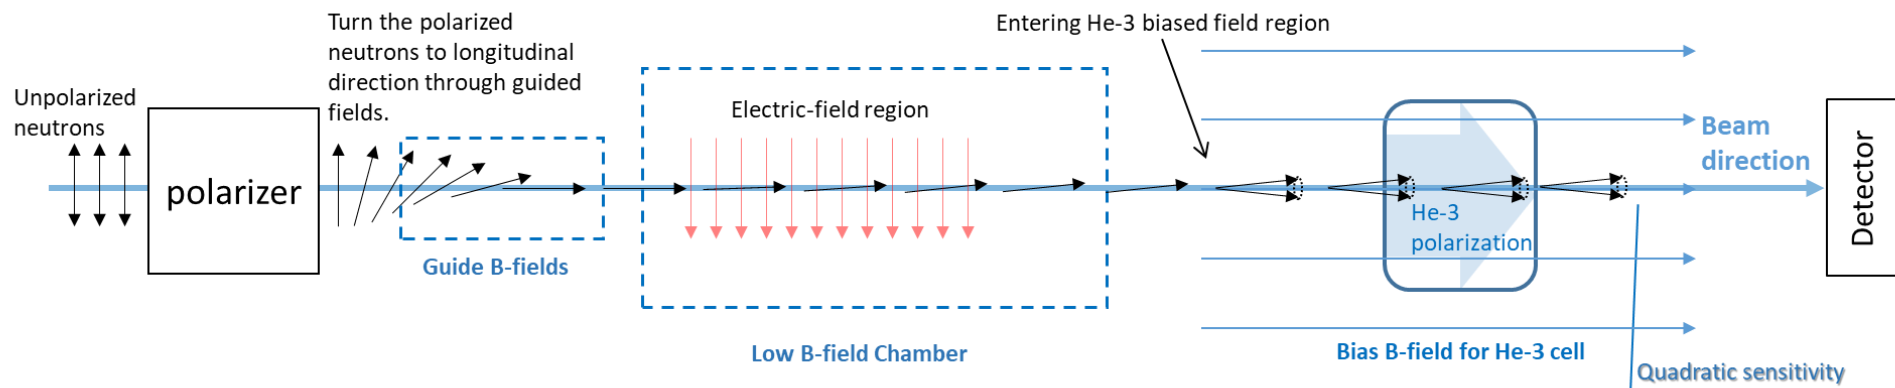 Turn the polarized
neutrons to longitudinal
direction through guided
fields.
Entering He-3 biased field region
Unpolarized
neutrons
Electric-field region
polarizer
Beam
direction
Detector
He-3
polarization
Guide B-fields
Low B-field Chamber
Bias B-field for He-3 cell
Quadratic sensitivity